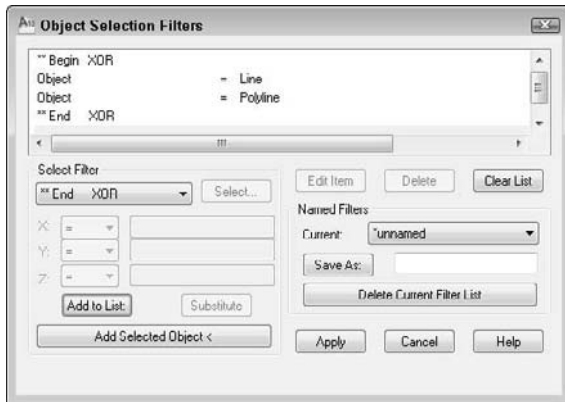 Object Selection Filters
** Begin XOR
Object = Line
Object = Polyline
** End XOR
Select Filter
** End XOR
Select...
Edit Item
Delete
Clear List
X: =
Y: =
Z: =
Named Filters
Current: *unnamed
Save As:
Add to List:
Substitute
Delete Current Filter List
Add Selected Object <
Apply
Cancel
Help